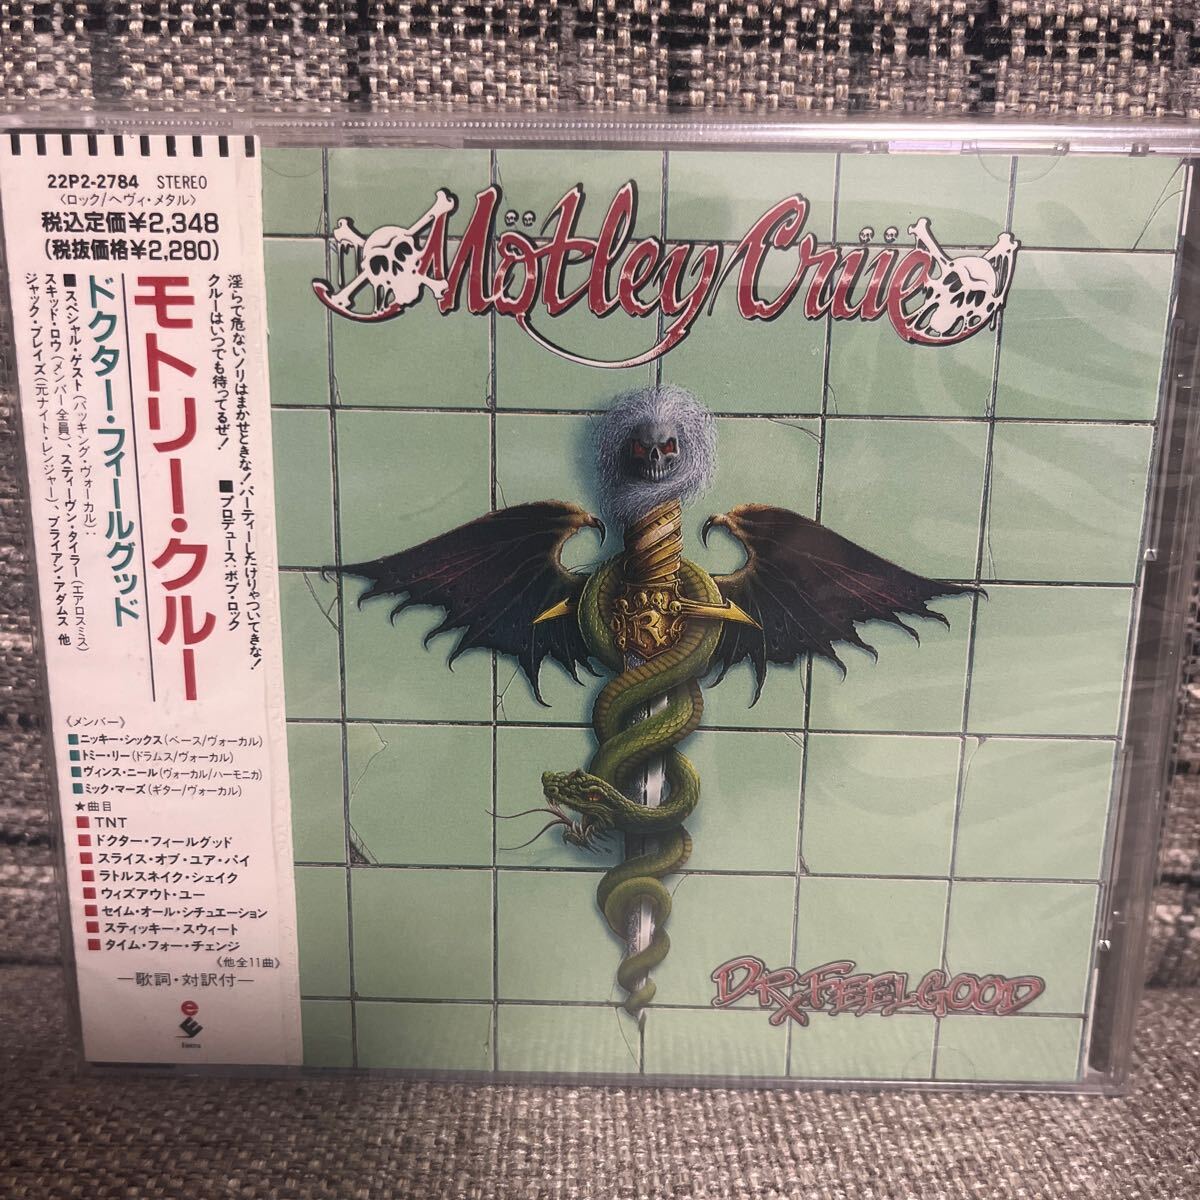 22P2-2784 STEREO
〈ロック/ヘヴィ・メタル〉
税込定価¥2,348
(税抜価格¥2,280)
淫らで危ないノリはまかせときな!パーティーしたけりゃついてきな!
クルーはいつでも待ってるぜ!
■プロデュース:ボブ・ロック
モトリー・クルー
ドクター・フィールグッド
■スペシャル・ゲスト(バッキング・ヴォーカル):
スキッド・ロウ(メンバー全員)、スティーヴン・タイラー(エアロスミス)
ジャック・ブレイズ(元ナイト・レンジャー)、ブライアン・アダムス 他
《メンバー》
■ニッキー・シックス(ベース/ヴォーカル)
■トミー・リー(ドラムス/ヴォーカル)
■ヴィンス・ニール(ヴォーカル/ハーモニカ)
■ミック・マーズ(ギター/ヴォーカル)
★曲目
■TNT
■ドクター・フィールグッド
■スライス・オブ・ユア・パイ
■ラトルスネイク・シェイク
■ウィズアウト・ユー
■セイム・オール・シチュエーション
■スティッキー・スウィート
■タイム・フォー・チェンジ
《他全11曲》
—歌詞・対訳付—
Elektra
Mötley Crüe
R
DR. FEELGOOD